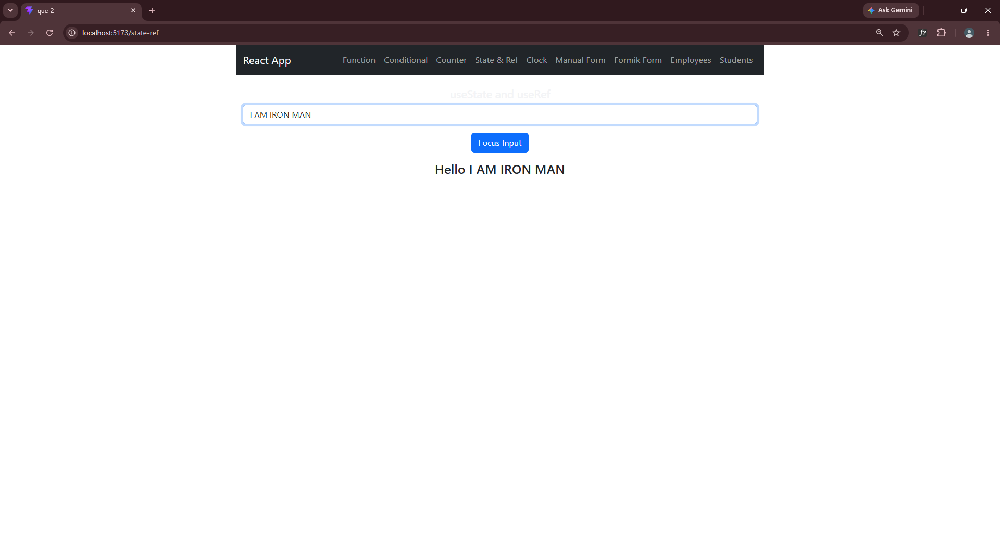 que-2
Ask Gemini
localhost:5173/state-ref
f?
React App
Function Conditional Counter State & Ref Clock Manual Form Formik Form Employees Students
useState and useRef
I AM IRON MAN
Focus Input
Hello I AM IRON MAN